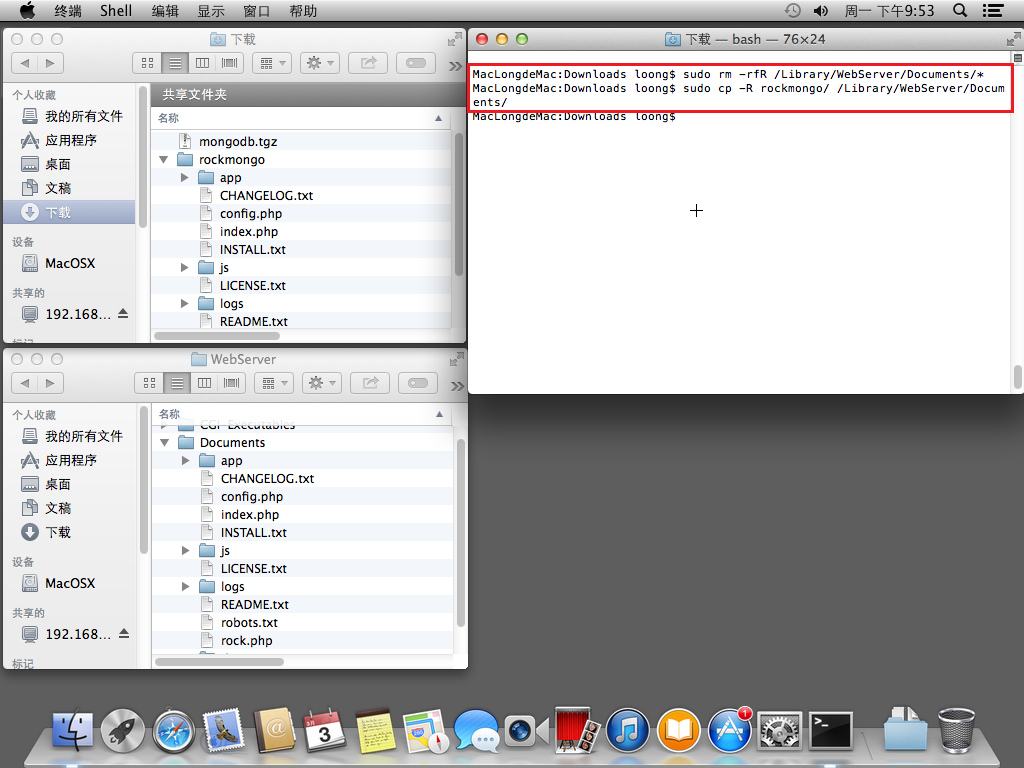 终端 Shell 编辑 显示 窗口 帮助 周一 下午9:53
下载
共享文件夹
个人收藏
我的所有文件
应用程序
桌面
文稿
下载
设备
MacOSX
共享的
192.168...
名称
mongodb.tgz
rockmongo
app
CHANGELOG.txt
config.php
index.php
INSTALL.txt
js
LICENSE.txt
logs
README.txt
下载 — bash — 76×24
MacLongdeMac:Downloads loong$ sudo rm -rfR /Library/WebServer/Documents/*
MacLongdeMac:Downloads loong$ sudo cp -R rockmongo/ /Library/WebServer/Docum
ents/
MacLongdeMac:Downloads loong$
WebServer
个人收藏
我的所有文件
应用程序
桌面
文稿
下载
设备
MacOSX
共享的
192.168...
标记
名称
CGI-Executables
Documents
app
CHANGELOG.txt
config.php
index.php
INSTALL.txt
js
LICENSE.txt
logs
README.txt
robots.txt
rock.php
3
1